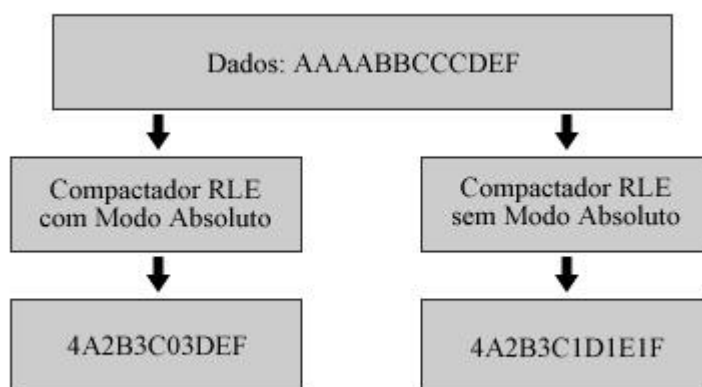 Dados: AAAABBCCCDEF
Compactador RLE
com Modo Absoluto
Compactador RLE
sem Modo Absoluto
4A2B3C03DEF
4A2B3C1D1E1F